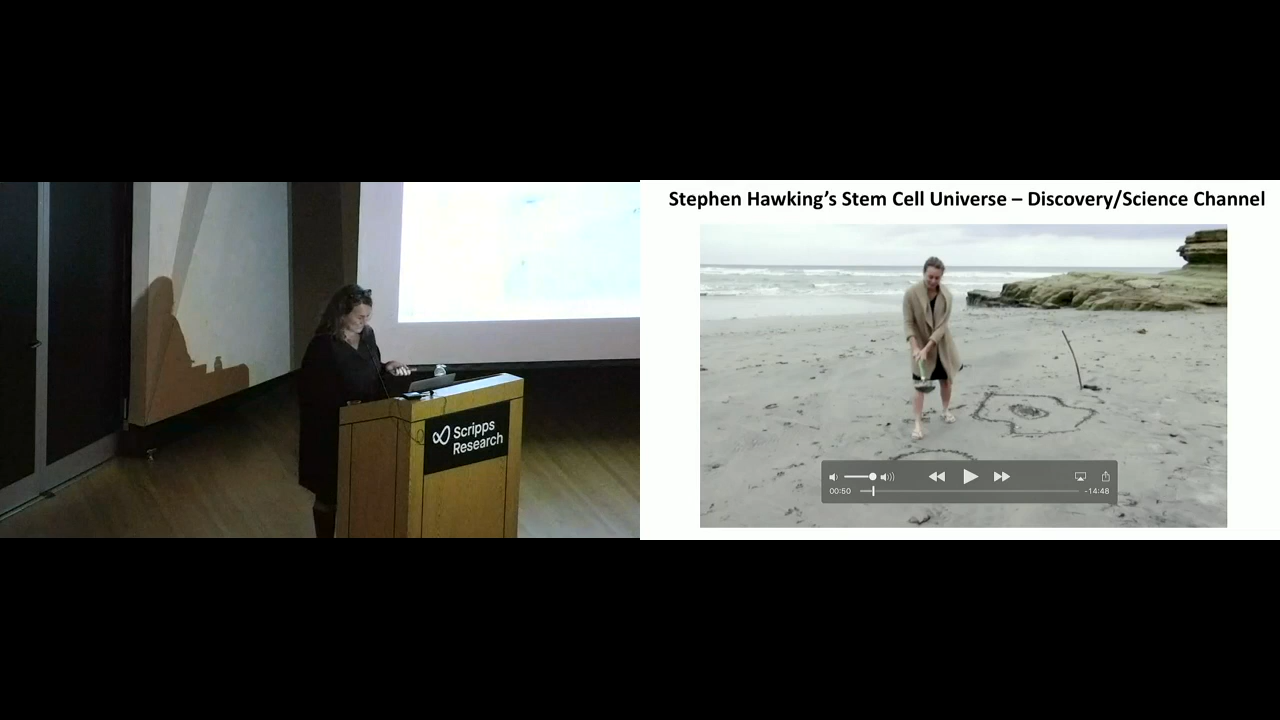 Stephen Hawking's Stem Cell Universe – Discovery/Science Channel
Scripps
Research
00:50
-14:48